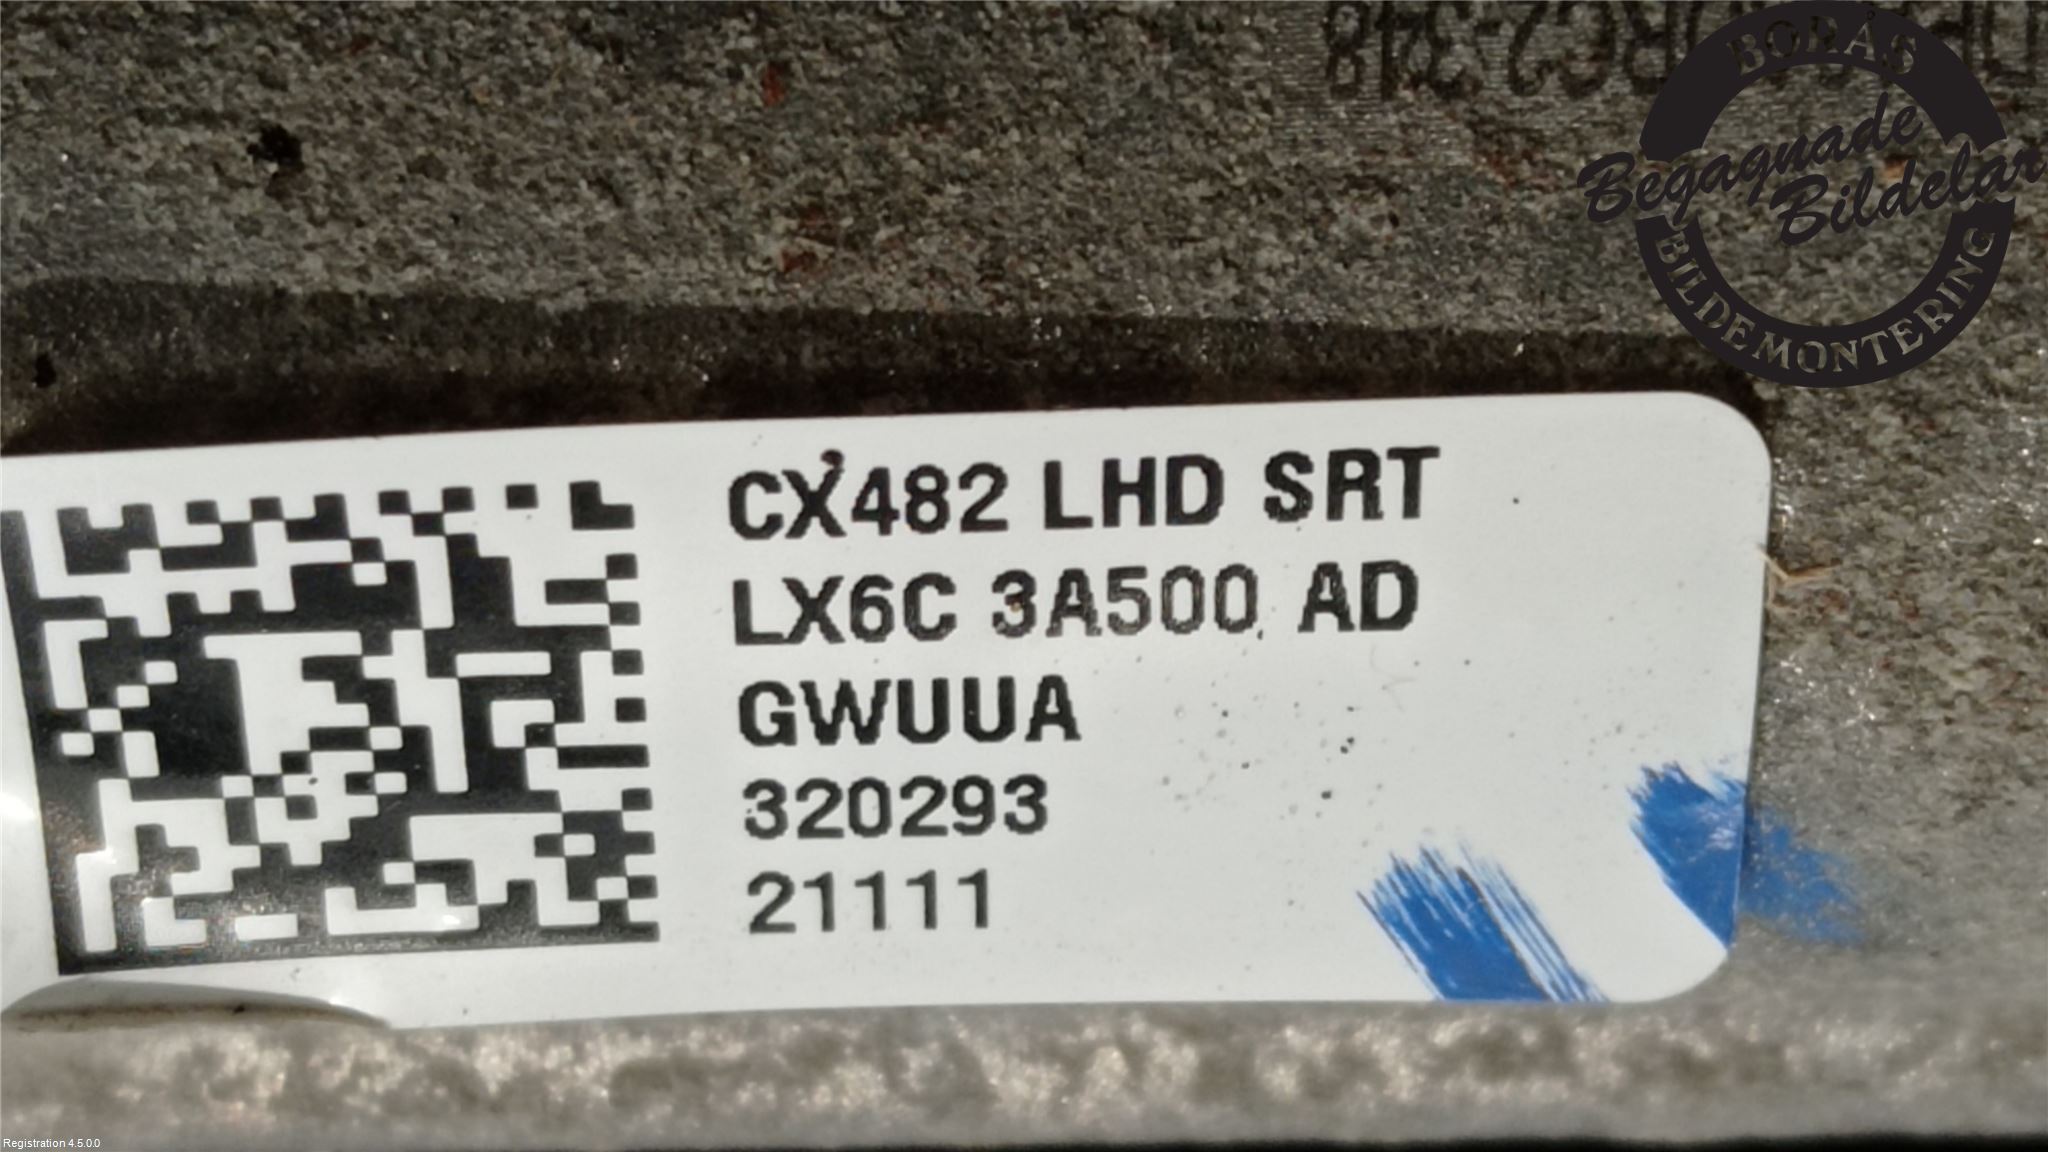 BORÅS
Begagnade
Bildelar
BILDEMONTERING
CX482 LHD SRT
LX6C 3A500 AD
GWUUA
320293
21111
Registration 4.5.0.0